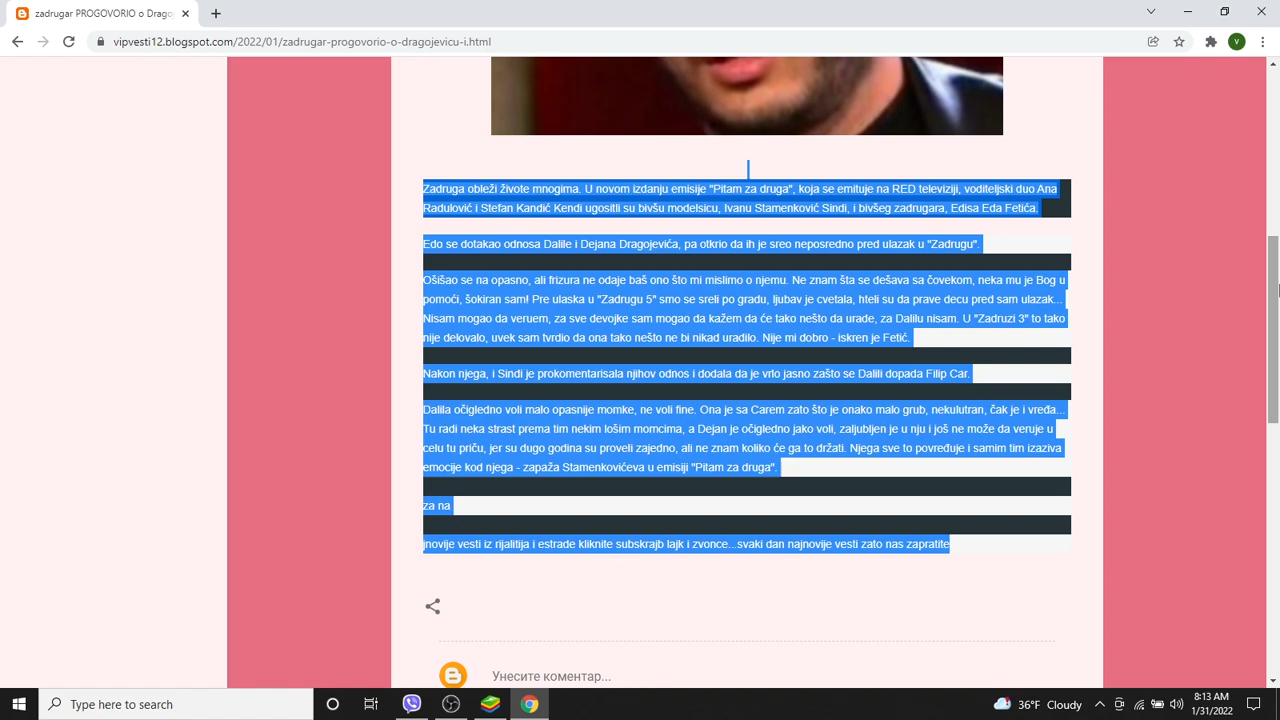 zadrugar PROGOVORIO o Drago
vipvesti12.blogspot.com/2022/01/zadrugar-progovorio-o-dragojevicu-i.html
V
Zadruga obleži živote mnogima. U novom izdanju emisije "Pitam za druga", koja se emituje na RED televiziji, voditeljski duo Ana
Radulović i Stefan Kandić Kendi ugositli su bivšu modelsicu, Ivanu Stamenković Sindi, i bivšeg zadrugara, Edisa Eda Fetića.
Edo se dotakao odnosa Dalile i Dejana Dragojevića, pa otkrio da ih je sreo neposredno pred ulazak u "Zadrugu".
Ošišao se na opasno, ali frizura ne odaje baš ono što mi mislimo o njemu. Ne znam šta se dešava sa čovekom, neka mu je Bog u
pomoći, šokiran sam! Pre ulaska u "Zadrugu 5" smo se sreli po gradu, ljubav je cvetala, hteli su da prave decu pred sam ulazak...
Nisam mogao da veruem, za sve devojke sam mogao da kažem da će tako nešto da urade, za Dalilu nisam. U "Zadruzi 3" to tako
nije delovalo, uvek sam tvrdio da ona tako nešto ne bi nikad uradilo. Nije mi dobro - iskren je Fetić.
Nakon njega, i Sindi je prokomentarisala njihov odnos i dodala da je vrlo jasno zašto se Dalili dopada Filip Car.
Dalila očigledno voli malo opasnije momke, ne voli fine. Ona je sa Carem zato što je onako malo grub, nekulutran, čak je i vređa...
Tu radi neka strast prema tim nekim lošim momcima, a Dejan je očigledno jako voli, zaljubljen je u nju i još ne može da veruje u
celu tu priču, jer su dugo godina su proveli zajedno, ali ne znam koliko će ga to držati. Njega sve to povređuje i samim tim izaziva
emocije kod njega - zapaža Stamenkovićeva u emisiji "Pitam za druga".
za na
jnovije vesti iz rijalitija i estrade kliknite subskrajb lajk i zvonce...svaki dan najnovije vesti zato nas zapratite
Унесите коментар...
Type here to search
36°F Cloudy
8:13 AM
1/31/2022